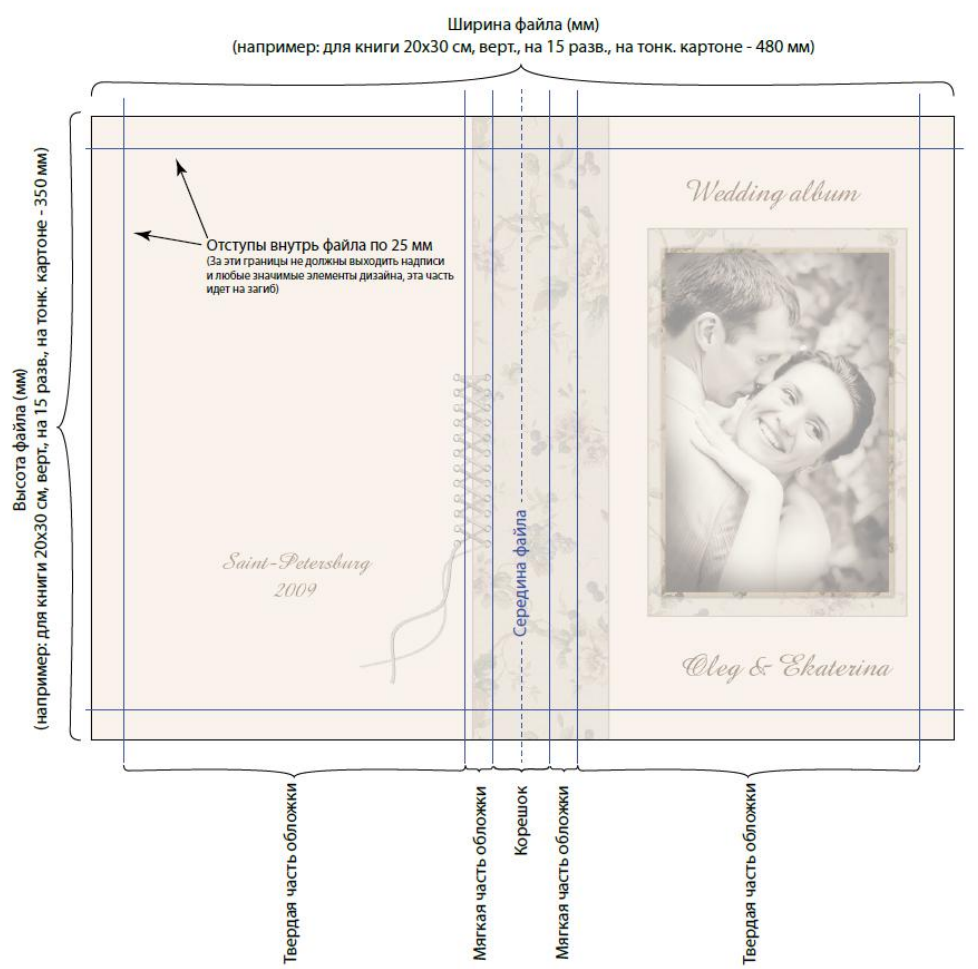 Ширина файла (мм)
(например: для книги 20х30 см, верт., на 15 разв., на тонк. картоне - 480 мм)
Высота файла (мм)
(например: для книги 20х30 см, верт., на 15 разв., на тонк. картоне - 350 мм)
Wedding album
Отступы внутрь файла по 25 мм
(За эти границы не должны выходить надписи
и любые значимые элементы дизайна, эта часть
идет на загиб)
Середина файла
Saint-Petersburg
2009
Oleg & Ekaterina
Твердая часть обложки
Мягкая часть обложки
Корешок
Мягкая часть обложки
Твердая часть обложки